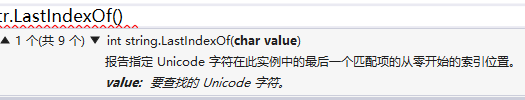 tr.LastIndexOf()
▲ 1 个(共 9 个) ▼ int string.LastIndexOf(char value)
报告指定 Unicode 字符在此实例中的最后一个匹配项的从零开始的索引位置。
value: 要查找的 Unicode 字符。